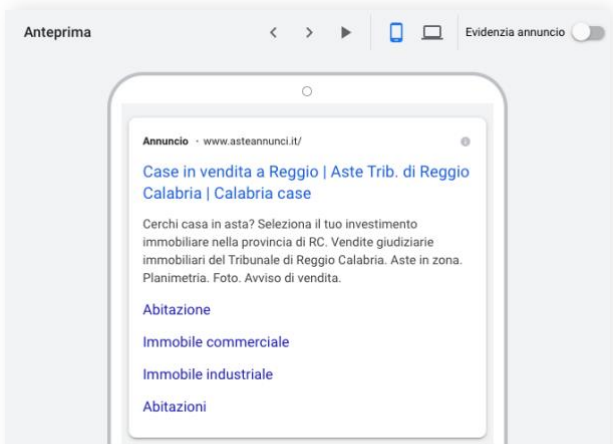 Anteprima
Evidenzia annuncio
Annuncio · www.asteannunci.it/
Case in vendita a Reggio | Aste Trib. di Reggio
Calabria | Calabria case
Cerchi casa in asta? Seleziona il tuo investimento
immobiliare nella provincia di RC. Vendite giudiziarie
immobiliari del Tribunale di Reggio Calabria. Aste in zona.
Planimetria. Foto. Avviso di vendita.
Abitazione
Immobile commerciale
Immobile industriale
Abitazioni